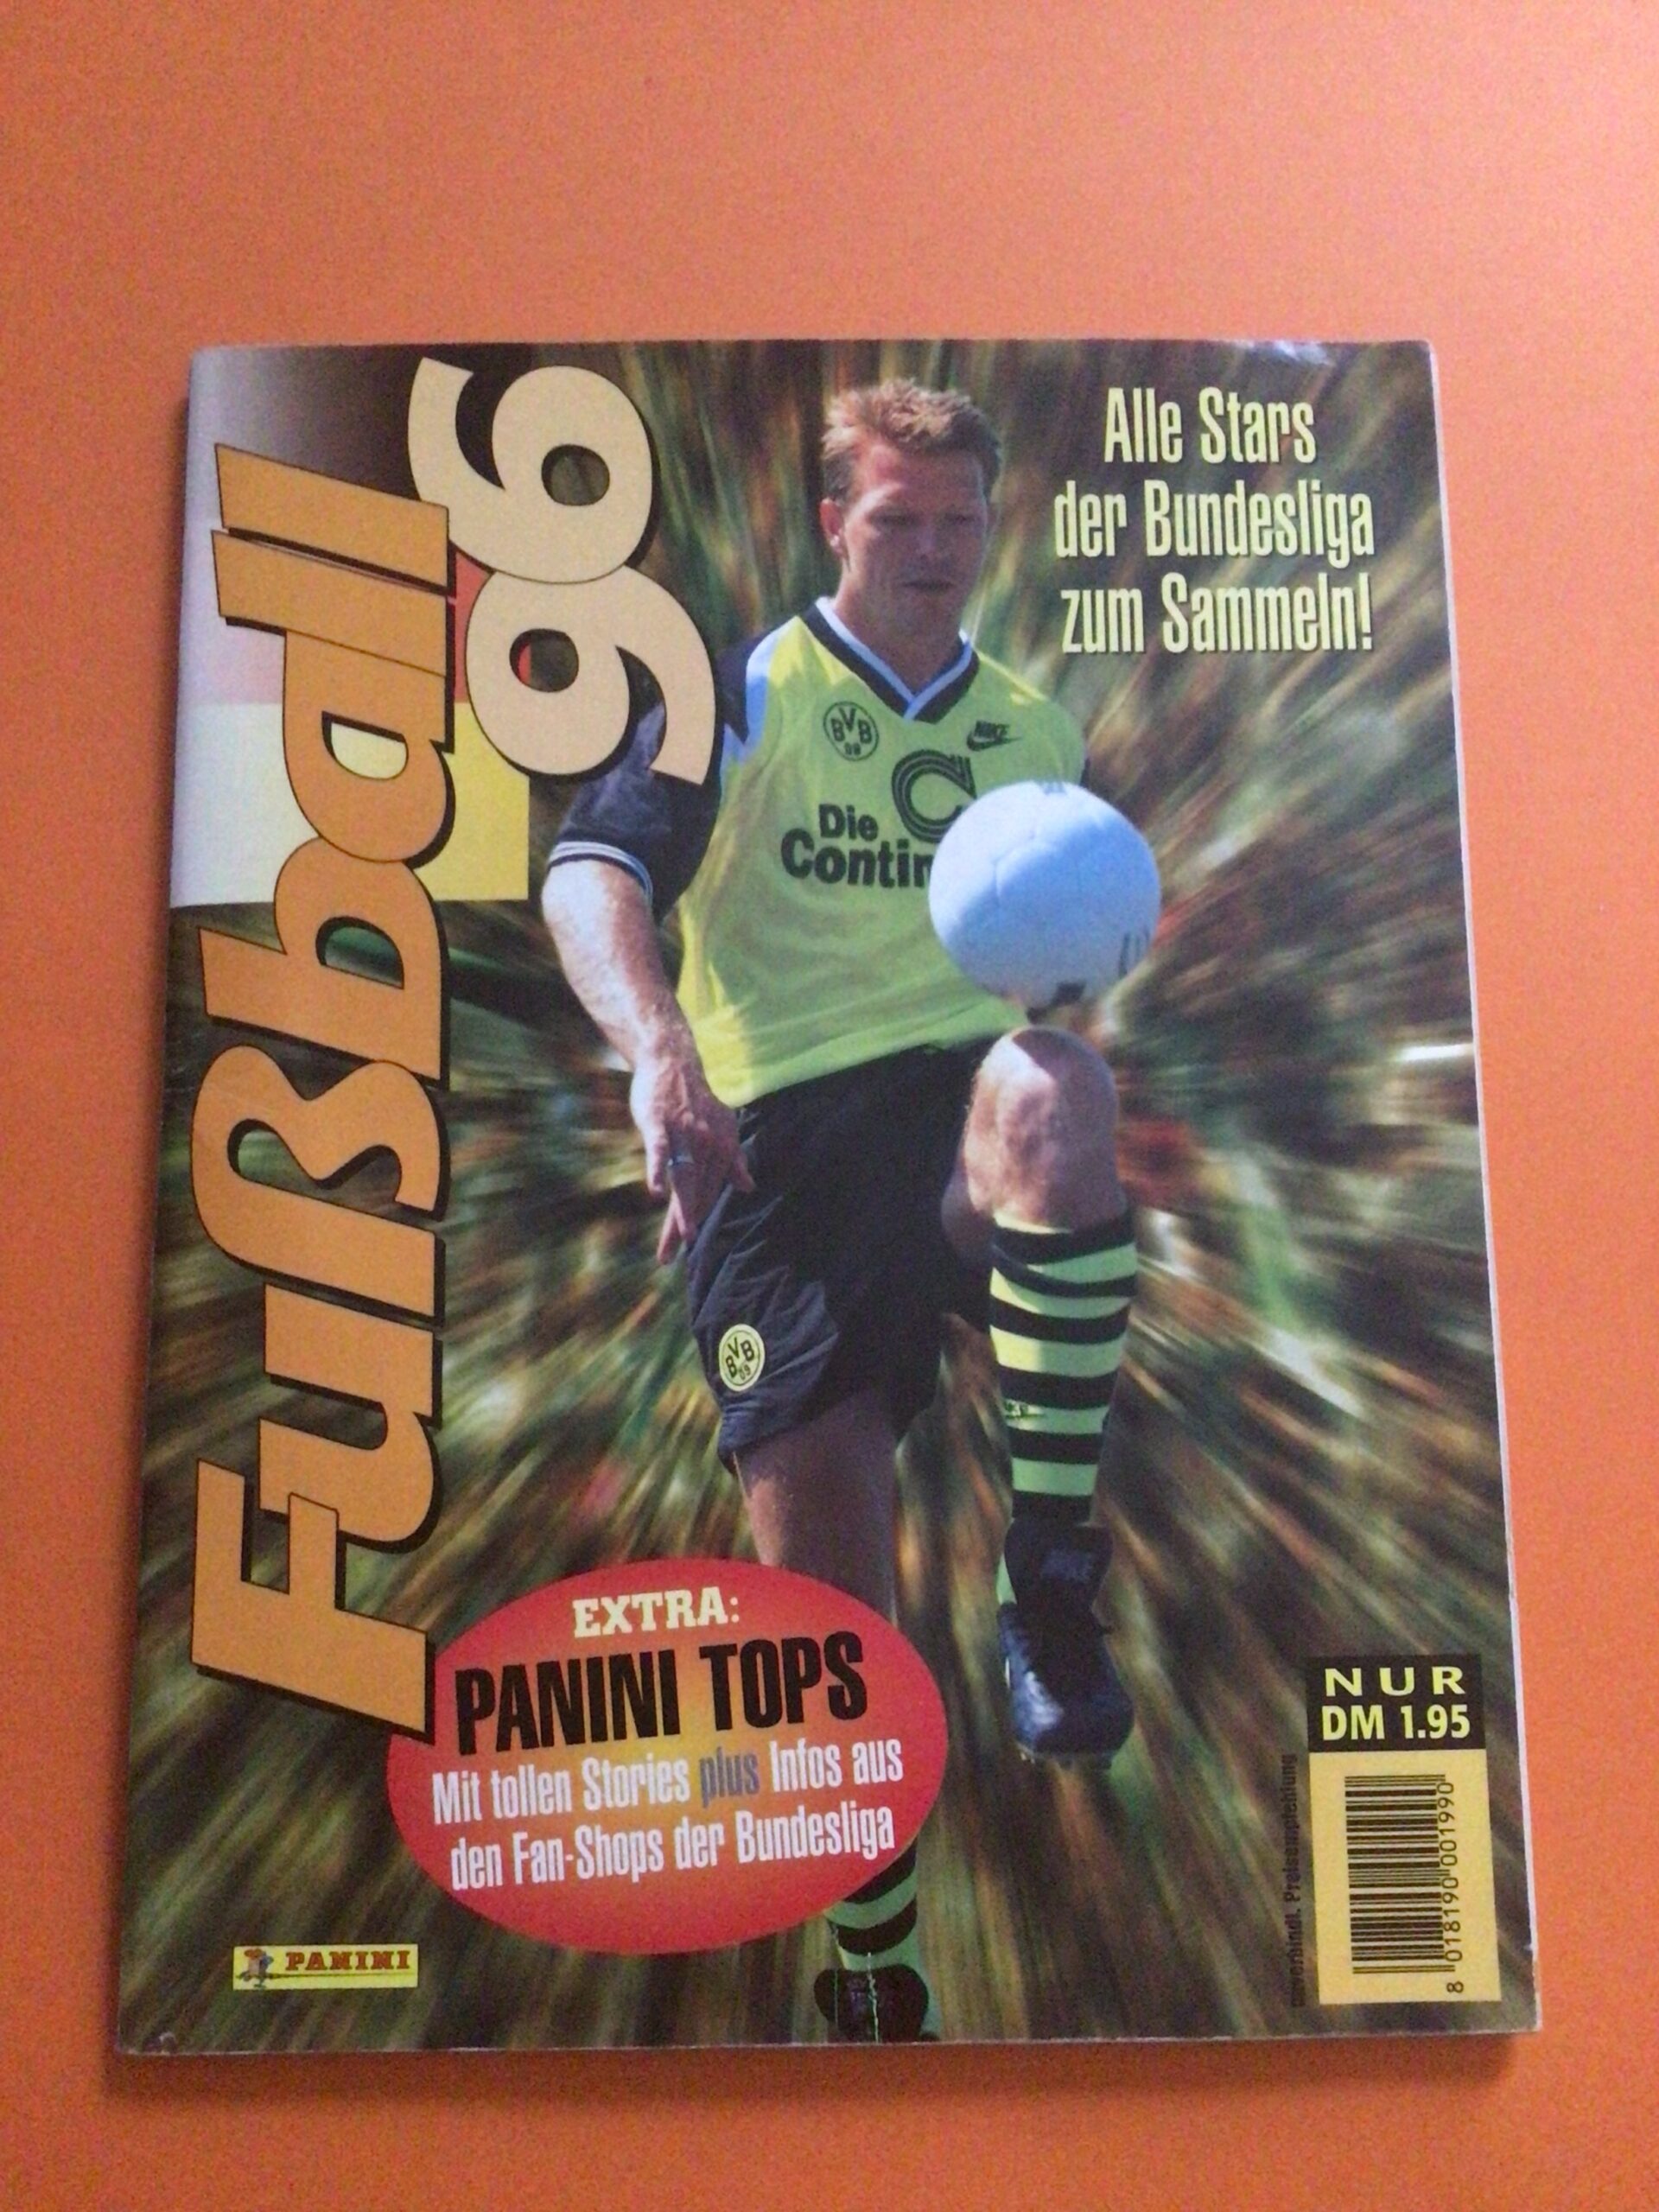 Fußball 96
Alle Stars
der Bundesliga
zum Sammeln!
BVB
09
NIKE
Die
Contin
BVB
09
EXTRA:
PANINI TOPS
Mit tollen Stories plus Infos aus
den Fan-Shops der Bundesliga
PANINI
NUR
DM 1.95
unverbindl. Preisempfehlung
8 018190 001990